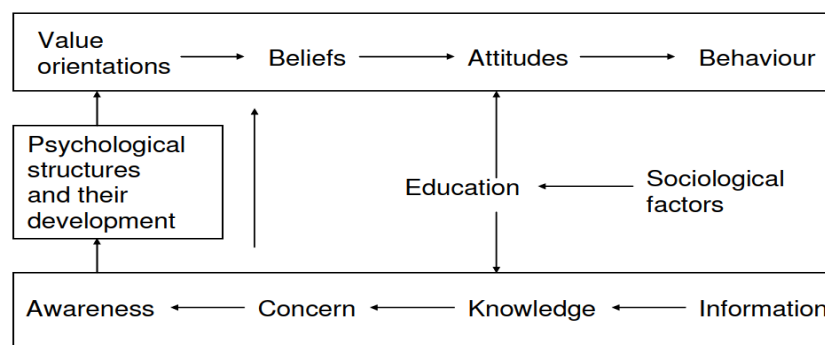 Value
orientations
Beliefs
Attitudes
Behaviour
Psychological
structures
and their
development
Education
Sociological
factors
Awareness
Concern
Knowledge
Information